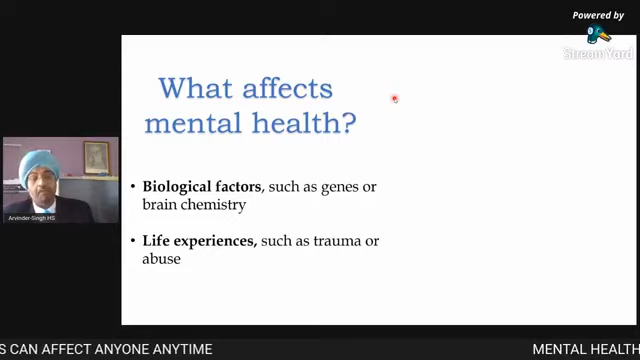 Powered by
StreamYard
What affects
mental health?
• Biological factors, such as genes or
brain chemistry
• Life experiences, such as trauma or
abuse
Arvinder-Singh HS
S CAN AFFECT ANYONE ANYTIME MENTAL HEALTH